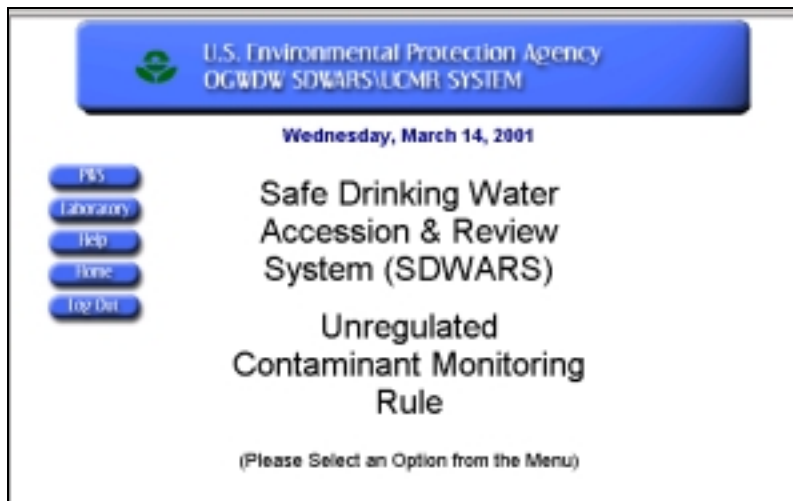 U.S. Environmental Protection Agency
OGWDW SDWARS\UCMR SYSTEM
Wednesday, March 14, 2001
PWS
Laboratory
Help
Home
Log Out
Safe Drinking Water
Accession & Review
System (SDWARS)
Unregulated
Contaminant Monitoring
Rule
(Please Select an Option from the Menu)